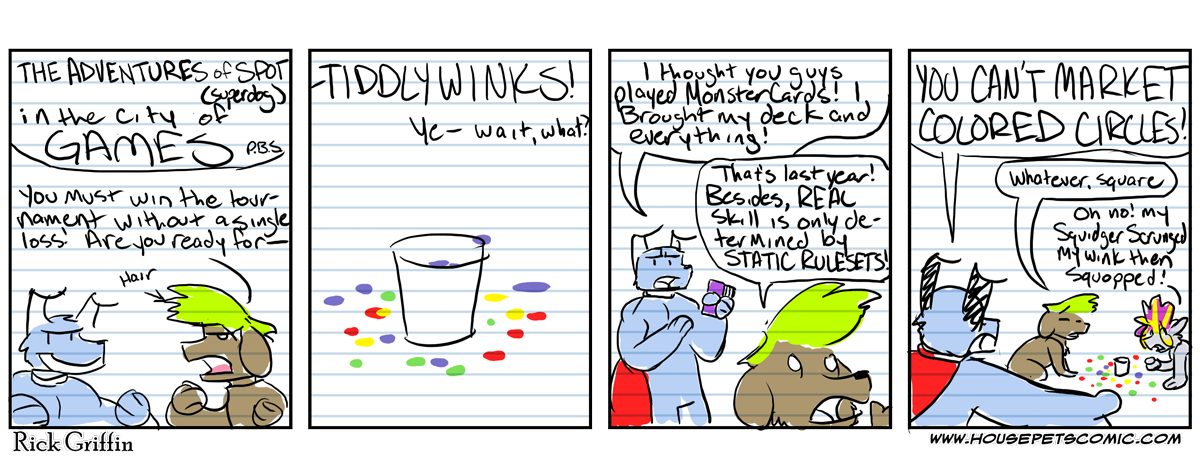 THE ADVENTURES of SPOT
(superdog)
in the city of
GAMES P.B.S
You must win the tour-
nament without a single
loss! Are you ready for—
Hair
-TIDDLYWINKS!
Ye- wait, what?
I thought you guys
played MonsterCards! I
Brought my deck and
everything!
That's last year!
Besides, REAL
skill is only de-
termined by
STATIC RULESETS!
YOU CAN'T MARKET
COLORED CIRCLES!
Whatever, square
Oh no! my
Squidger Scrunged
my wink then
Squopped!
Rick Griffin
WWW.HOUSEPETSCOMIC.COM